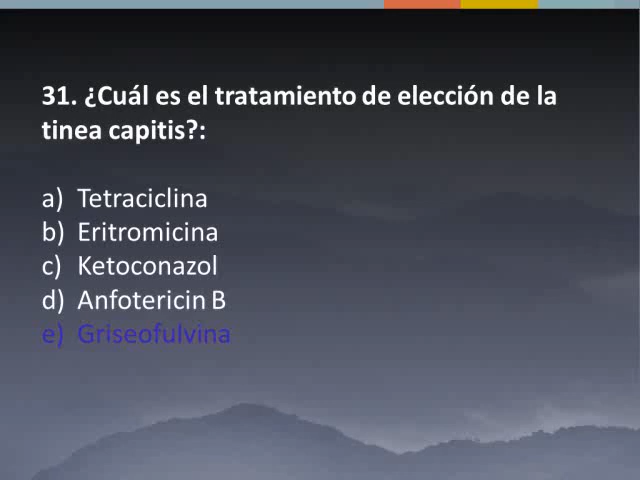 31. ¿Cuál es el tratamiento de elección de la
tinea capitis?:
a) Tetraciclina
b) Eritromicina
c) Ketoconazol
d) Anfotericin B
e) Griseofulvina